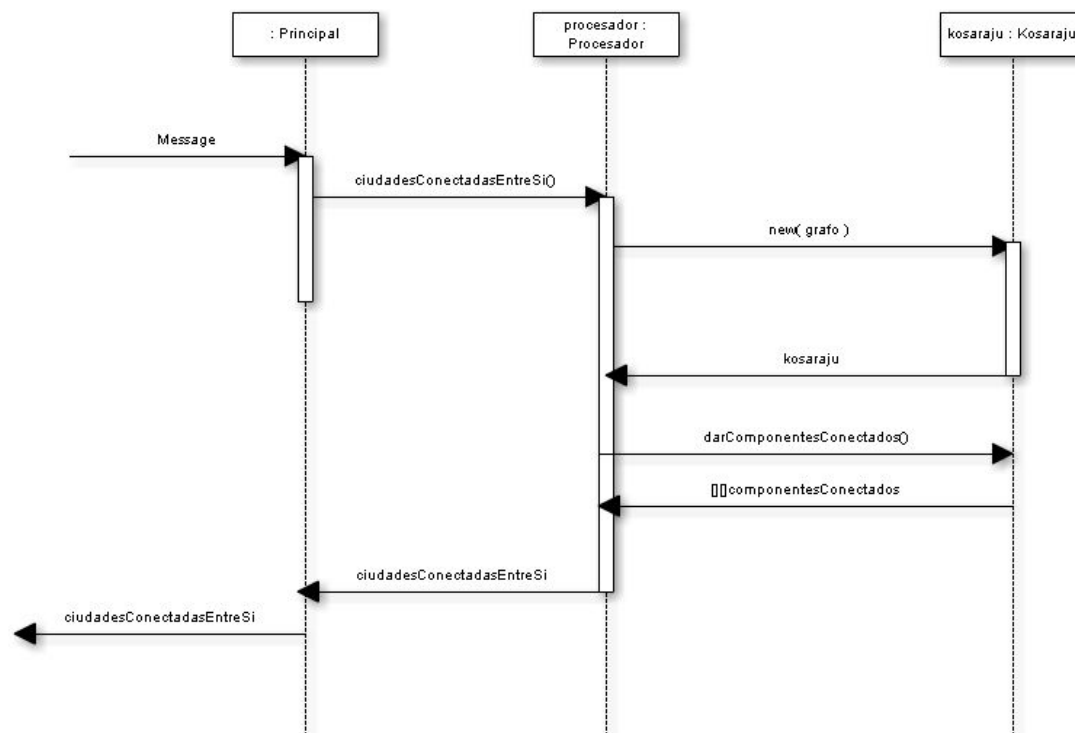 : Principal
procesador :
Procesador
kosaraju : Kosaraju
Message
ciudadesConectadasEntreSi()
new( grafo )
kosaraju
darComponentesConectados()
[][]componentesConectados
ciudadesConectadasEntreSi
ciudadesConectadasEntreSi